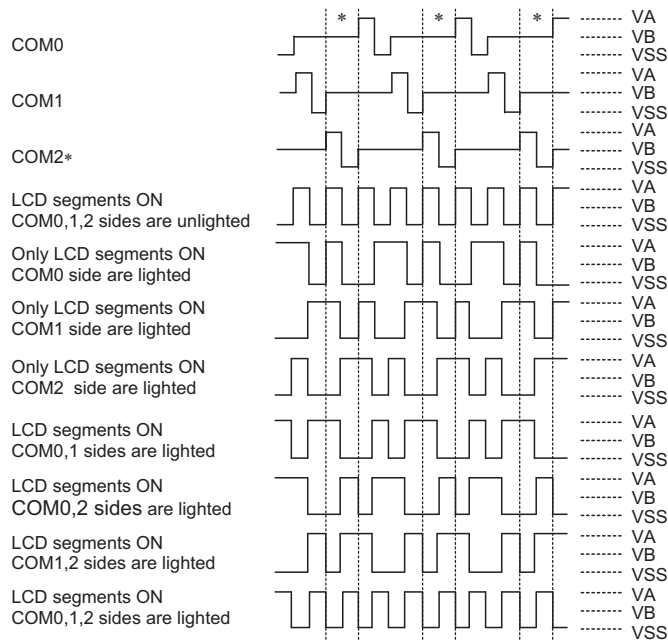 * * * VA
COM0 VB
VSS
VA
COM1 VB
VSS
VA
COM2* VB
VSS
LCD segments ON VA
COM0,1,2 sides are unlighted VB
VSS
Only LCD segments ON VA
COM0 side are lighted VB
VSS
Only LCD segments ON VA
COM1 side are lighted VB
VSS
Only LCD segments ON VA
COM2 side are lighted VB
VSS
LCD segments ON VA
COM0,1 sides are lighted VB
VSS
LCD segments ON VA
COM0,2 sides are lighted VB
VSS
LCD segments ON VA
COM1,2 sides are lighted VB
VSS
LCD segments ON VA
COM0,1,2 sides are lighted VB
VSS